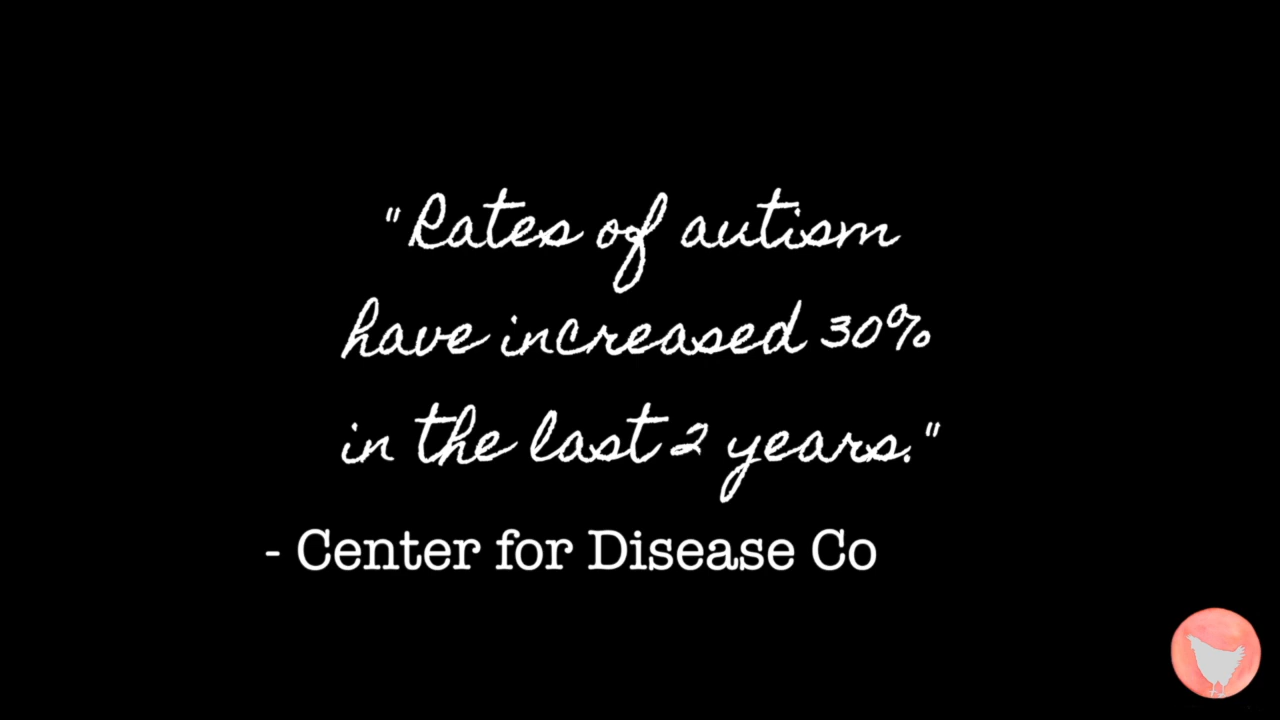 "Rates of autism
have increased 30%
in the last 2 years."
- Center for Disease Co